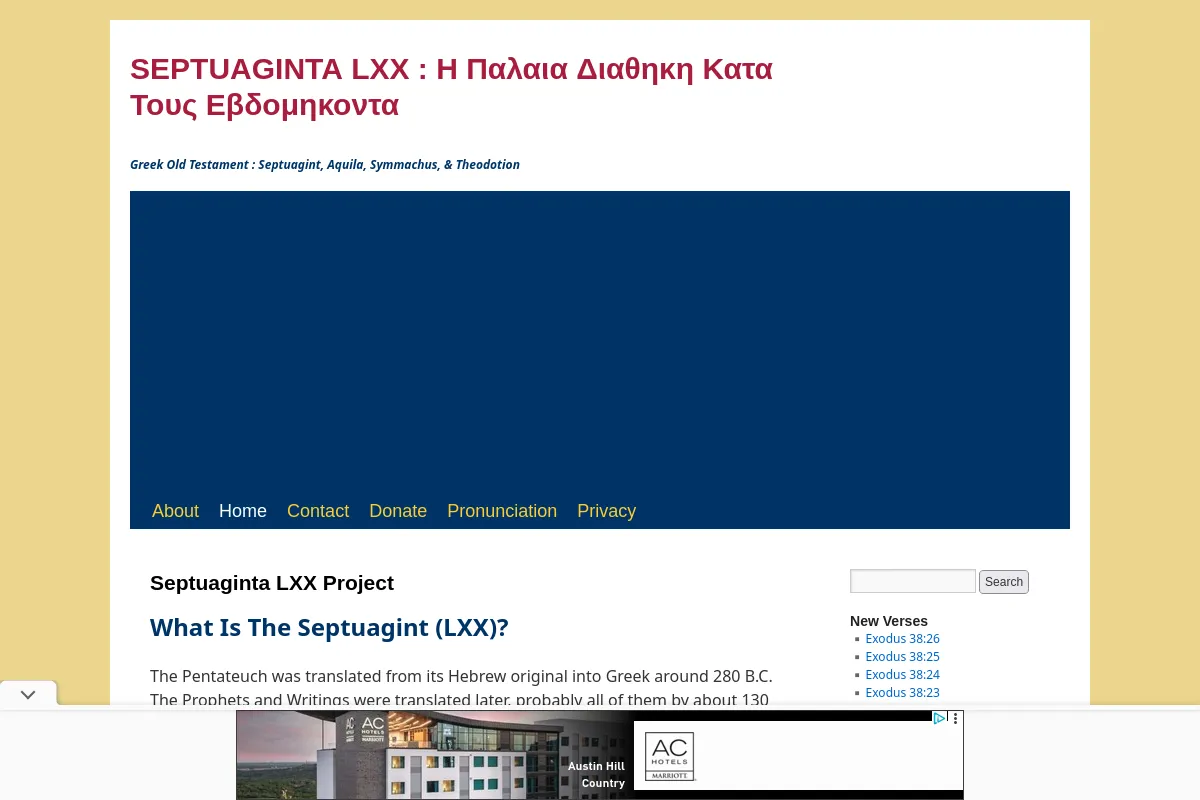 SEPTUAGINTA LXX : Η Παλαια Διαθηκη Κατα
Τους Εβδομηκοντα
Greek Old Testament : Septuagint, Aquila, Symmachus, & Theodotion
About Home Contact Donate Pronunciation Privacy
Septuaginta LXX Project
Search
What Is The Septuagint (LXX)?
New Verses
Exodus 38:26
Exodus 38:25
Exodus 38:24
Exodus 38:23
The Pentateuch was translated from its Hebrew original into Greek around 280 B.C.
The Prophets and Writings were translated later, probably all of them by about 130
AC
AC
HOTELS
MARRIOTT
Austin Hill
Country
AC
HOTELS
MARRIOTT